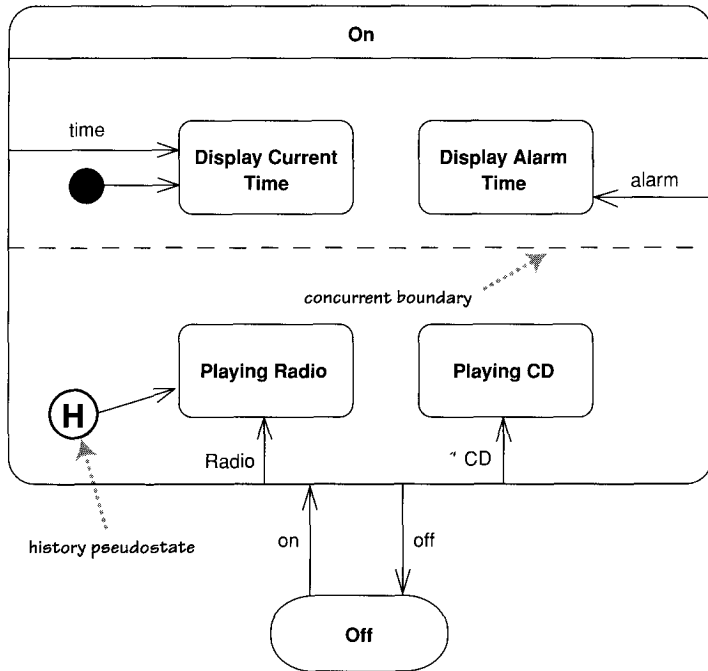 On
time
Display Current
Time
Display Alarm
Time
alarm
concurrent boundary
Playing Radio
Playing CD
H
Radio
" CD
history pseudostate
on
off
Off